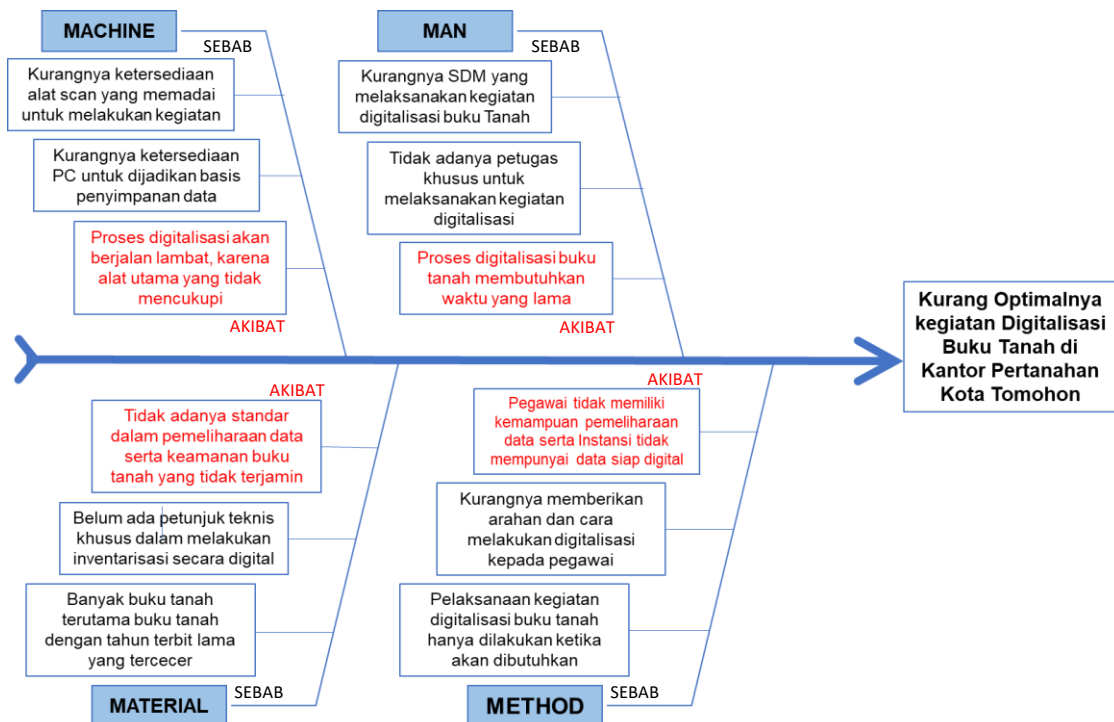 MACHINE
SEBAB
Kurangnya ketersediaan
alat scan yang memadai
untuk melakukan kegiatan
Kurangnya ketersediaan
PC untuk dijadikan basis
penyimpanan data
Proses digitalisasi akan
berjalan lambat, karena
alat utama yang tidak
mencukupi
AKIBAT
MAN
SEBAB
Kurangnya SDM yang
melaksanakan kegiatan
digitalisasi buku Tanah
Tidak adanya petugas
khusus untuk
melaksanakan kegiatan
digitalisasi
Proses digitalisasi buku
tanah membutuhkan
waktu yang lama
AKIBAT
Kurang Optimalnya
kegiatan Digitalisasi
Buku Tanah di
Kantor Pertanahan
Kota Tomohon
AKIBAT
Tidak adanya standar
dalam pemeliharaan data
serta keamanan buku
tanah yang tidak terjamin
Belum ada petunjuk teknis
khusus dalam melakukan
inventarisasi secara digital
Banyak buku tanah
terutama buku tanah
dengan tahun terbit lama
yang tercecer
MATERIAL
SEBAB
AKIBAT
Pegawai tidak memiliki
kemampuan pemeliharaan
data serta Instansi tidak
mempunyai data siap digital
Kurangnya memberikan
arahan dan cara
melakukan digitalisasi
kepada pegawai
Pelaksanaan kegiatan
digitalisasi buku tanah
hanya dilakukan ketika
akan dibutuhkan
METHOD
SEBAB